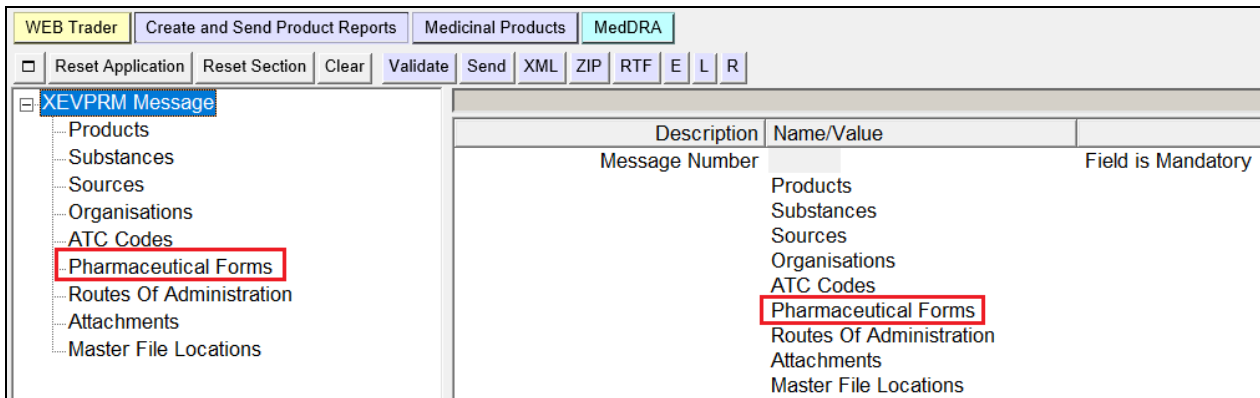 WEB Trader Create and Send Product Reports Medicinal Products MedDRA
Reset Application Reset Section Clear Validate Send XML ZIP RTF E L R
XEVPRM Message
Products
Substances
Sources
Organisations
ATC Codes
Pharmaceutical Forms
Routes Of Administration
Attachments
Master File Locations
Description Name/Value
Message Number Field is Mandatory
Products
Substances
Sources
Organisations
ATC Codes
Pharmaceutical Forms
Routes Of Administration
Attachments
Master File Locations